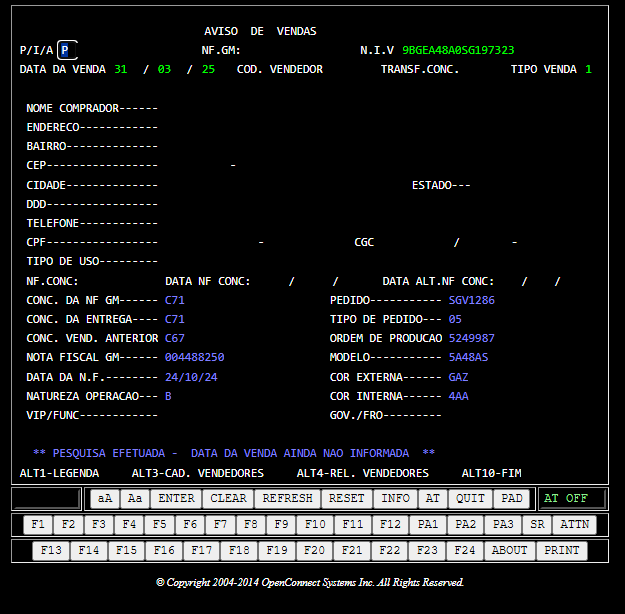 AVISO DE VENDAS
P/I/A P NF.GM: N.I.V 9BGEA48A0SG197323
DATA DA VENDA 31 / 03 / 25 COD. VENDEDOR TRANSF.CONC. TIPO VENDA 1
NOME COMPRADOR------
ENDERECO------------
BAIRRO--------------
CEP----------------- -
CIDADE-------------- ESTADO---
DDD-----------------
TELEFONE------------
CPF----------------- - CGC / -
TIPO DE USO---------
NF.CONC: DATA NF CONC: / / DATA ALT.NF CONC: / /
CONC. DA NF GM------ C71 PEDIDO----------- SGV1286
CONC. DA ENTREGA---- C71 TIPO DE PEDIDO--- 05
CONC. VEND. ANTERIOR C67 ORDEM DE PRODUCAO 5249987
NOTA FISCAL GM------ 004488250 MODELO----------- 5A48AS
DATA DA N.F.-------- 24/10/24 COR EXTERNA------ GAZ
NATUREZA OPERACAO--- B COR INTERNA------ 4AA
VIP/FUNC------------ GOV./FRO---------
** PESQUISA EFETUADA - DATA DA VENDA AINDA NAO INFORMADA **
ALT1-LEGENDA ALT3-CAD. VENDEDORES ALT4-REL. VENDEDORES ALT10-FIM
aA Aa ENTER CLEAR REFRESH RESET INFO AT QUIT PAD AT OFF
F1 F2 F3 F4 F5 F6 F7 F8 F9 F10 F11 F12 PA1 PA2 PA3 SR ATTN
F13 F14 F15 F16 F17 F18 F19 F20 F21 F22 F23 F24 ABOUT PRINT
© Copyright 2004-2014 OpenConnect Systems Inc. All Rights Reserved.